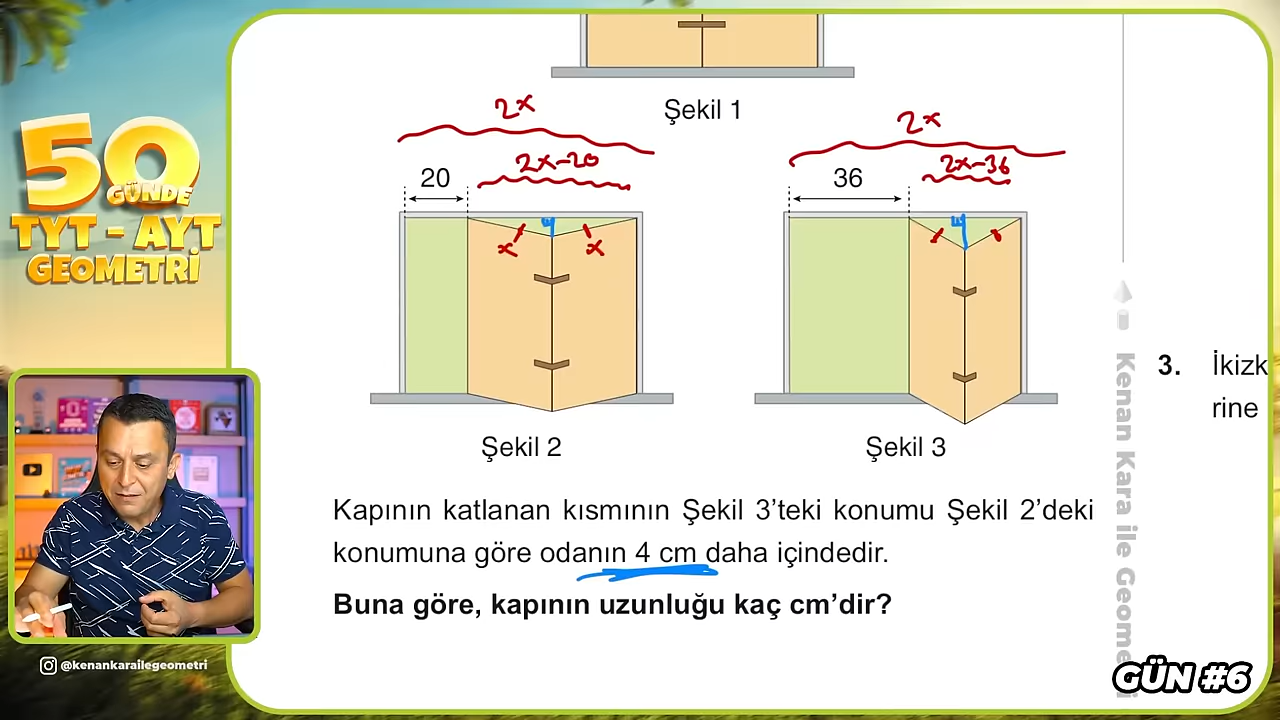 50
GÜNDE
TYT - AYT
GEOMETRİ
Şekil 1
2x
2x-20
20
x
x
2x
2x-36
36
Şekil 2
Şekil 3
Kapının katlanan kısmının Şekil 3’teki konumu Şekil 2’deki
konumuna göre odanın 4 cm daha içindedir.
Buna göre, kapının uzunluğu kaç cm’dir?
Kenan Kara ile Geome
3. İkizk
rine
@kenankarailegeometri
GÜN #6